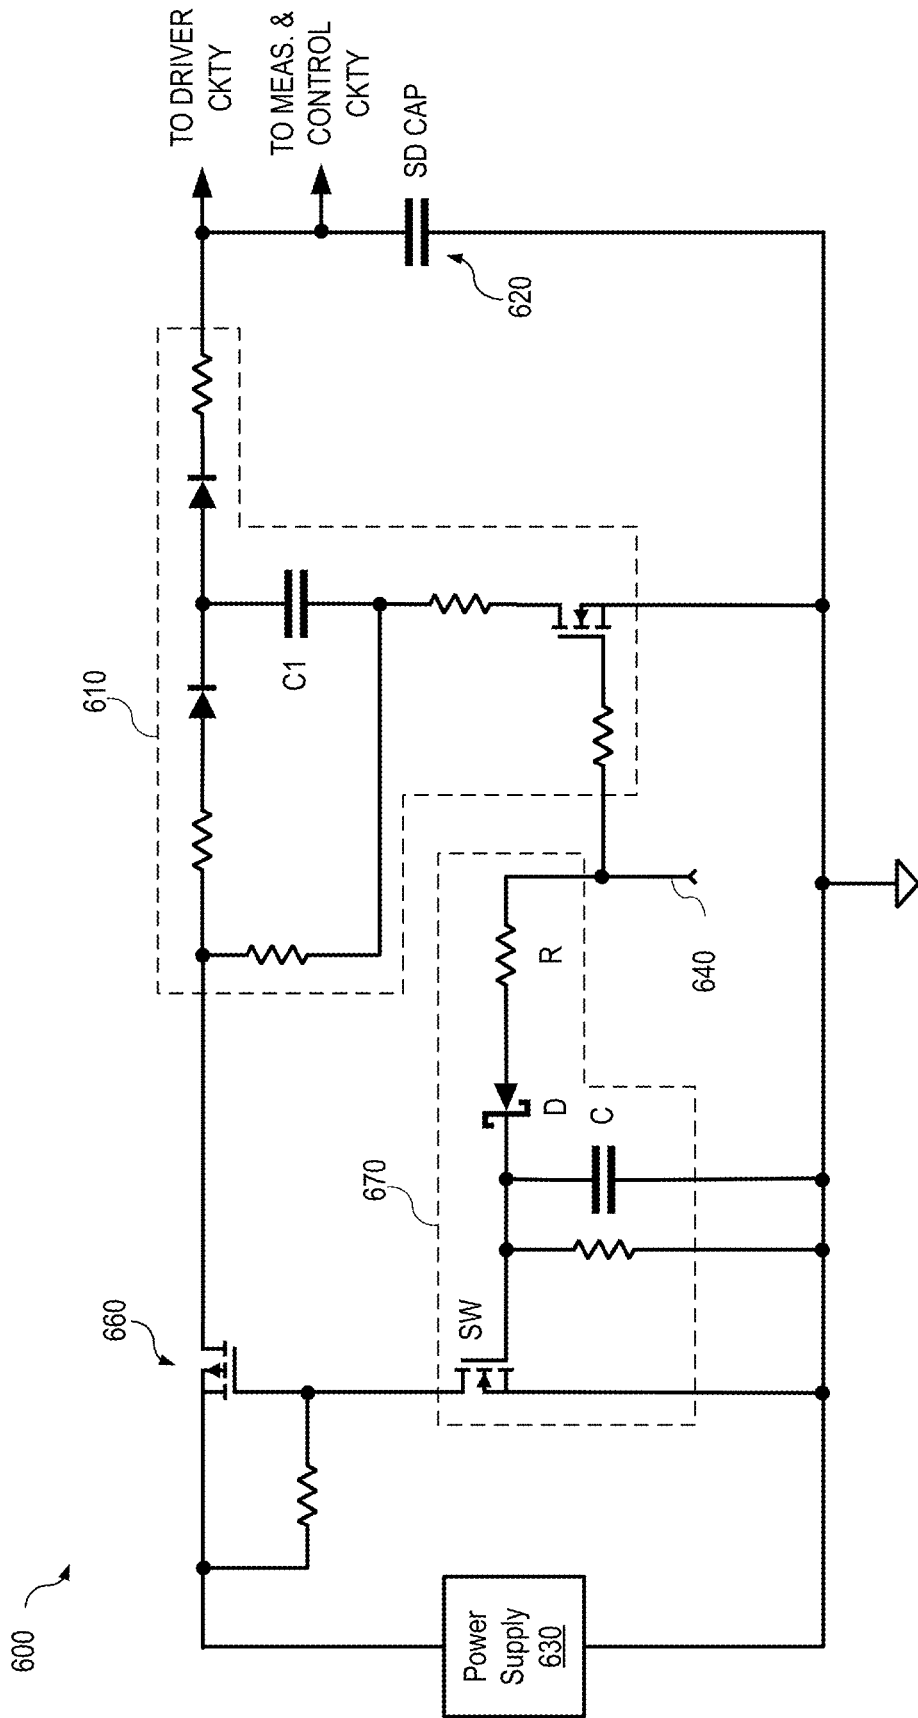 TO DRIVER
CKTY
TO MEAS. &
CONTROL
CKTY
SD CAP
620
610
C1
R
640
D
C
670
SW
660
600
Power
Supply
630